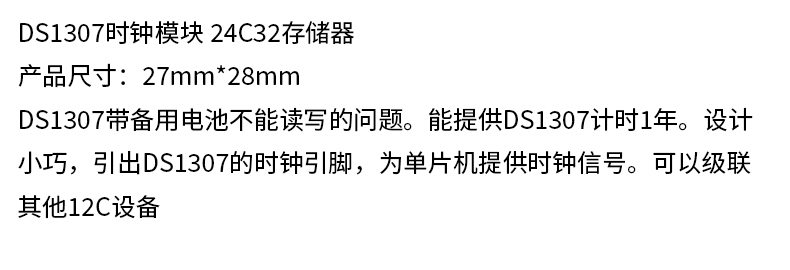 DS1307时钟模块 24C32存储器
产品尺寸：27mm*28mm
DS1307带备用电池不能读写的问题。能提供DS1307计时1年。设计
小巧，引出DS1307的时钟引脚，为单片机提供时钟信号。可以级联
其他12C设备